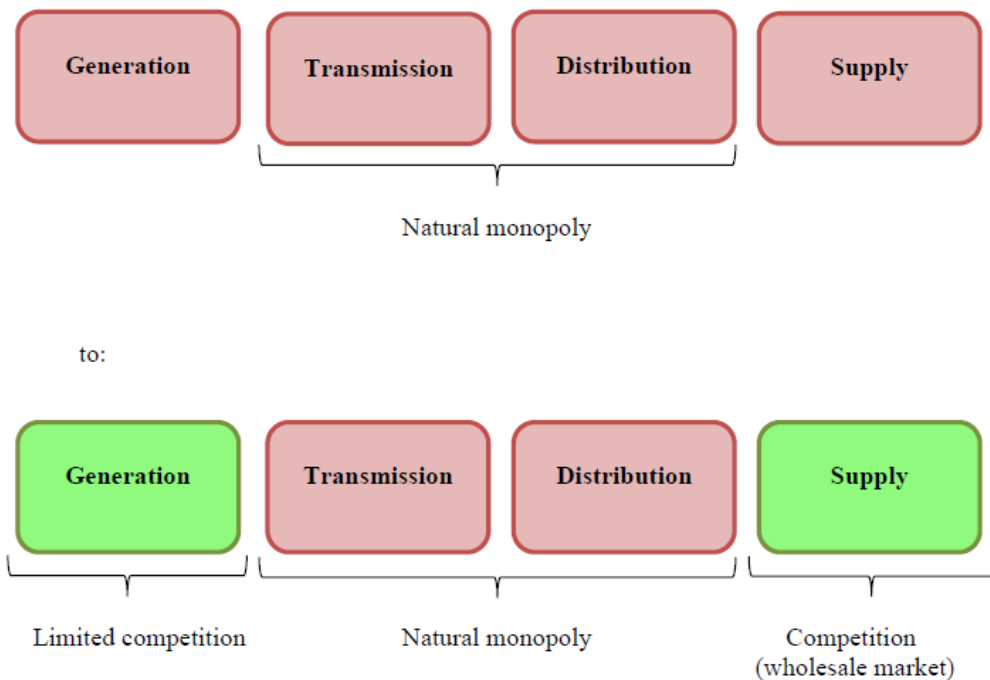 Generation
Transmission
Distribution
Supply
Natural monopoly
to:
Generation
Transmission
Distribution
Supply
Limited competition
Natural monopoly
Competition
(wholesale market)